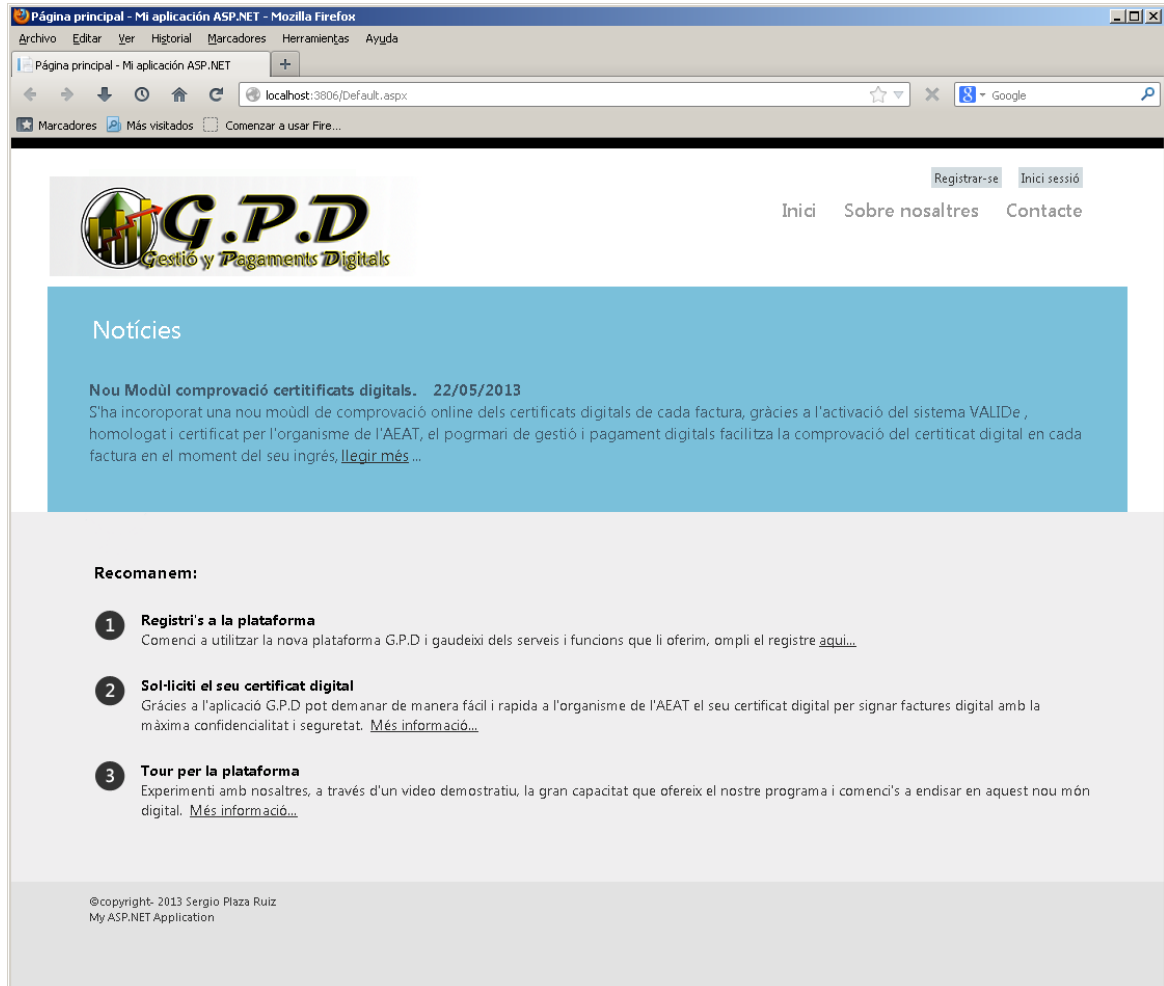 Página principal - Mi aplicación ASP.NET - Mozilla Firefox
Archivo Editar Ver Historial Marcadores Herramientas Ayuda
Página principal - Mi aplicación ASP.NET
localhost:3806/Default.aspx
Google
Marcadores Más visitados Comenzar a usar Fire...
Registrar-se Inici sessió
Inici Sobre nosaltres Contacte
G.P.D
Gestió y Pagaments Digitals
Notícies
Nou Modùl comprovació certitificats digitals. 22/05/2013
S'ha incoroporat una nou moùdl de comprovació online dels certificats digitals de cada factura, gràcies a l'activació del sistema VALIDe ,
homologat i certificat per l'organisme de l'AEAT, el pogrmari de gestió i pagament digitals facilitza la comprovació del certiticat digital en cada
factura en el moment del seu ingrés, llegir més ...
Recomanem:
1 Registri's a la plataforma
Comenci a utilitzar la nova plataforma G.P.D i gaudeixi dels serveis i funcions que li oferim, ompli el registre aqui...
2 Sol·liciti el seu certificat digital
Grácies a l'aplicació G.P.D pot demanar de manera fácil i rapida a l'organisme de l'AEAT el seu certificat digital per signar factures digital amb la
màxima confidencialitat i seguretat. Més informació...
3 Tour per la plataforma
Experimenti amb nosaltres, a través d'un video demostratiu, la gran capacitat que ofereix el nostre programa i comenci's a endisar en aquest nou món
digital. Més informació...
©copyright- 2013 Sergio Plaza Ruiz
My ASP.NET Application